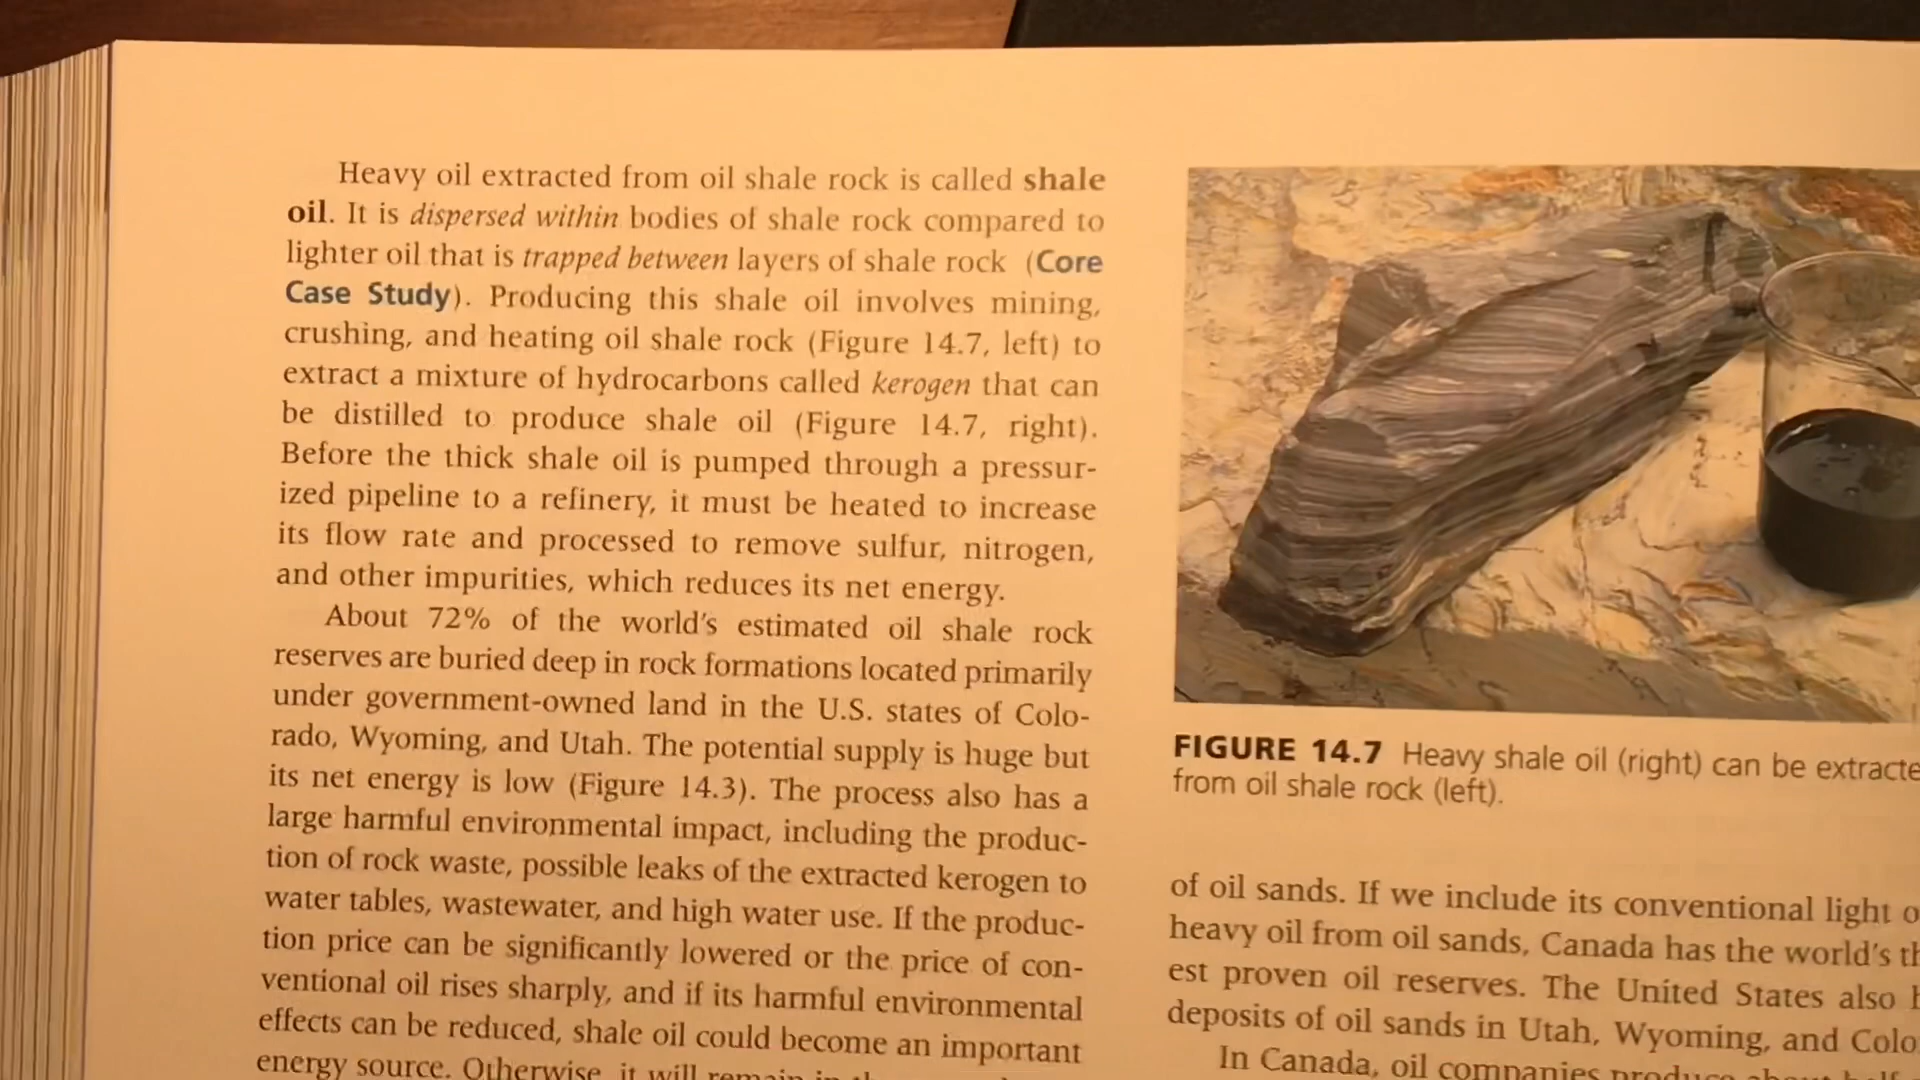 Heavy oil extracted from oil shale rock is called shale
oil. It is dispersed within bodies of shale rock compared to
lighter oil that is trapped between layers of shale rock (Core
Case Study). Producing this shale oil involves mining,
crushing, and heating oil shale rock (Figure 14.7, left) to
extract a mixture of hydrocarbons called kerogen that can
be distilled to produce shale oil (Figure 14.7, right).
Before the thick shale oil is pumped through a pressur-
ized pipeline to a refinery, it must be heated to increase
its flow rate and processed to remove sulfur, nitrogen,
and other impurities, which reduces its net energy.
About 72% of the world's estimated oil shale rock
reserves are buried deep in rock formations located primarily
under government-owned land in the U.S. states of Colo-
rado, Wyoming, and Utah. The potential supply is huge but
its net energy is low (Figure 14.3). The process also has a
large harmful environmental impact, including the produc-
tion of rock waste, possible leaks of the extracted kerogen to
water tables, wastewater, and high water use. If the produc-
tion price can be significantly lowered or the price of con-
ventional oil rises sharply, and if its harmful environmental
effects can be reduced, shale oil could become an important
energy source. Otherwise, it will remain in
FIGURE 14.7 Heavy shale oil (right) can be extracte
from oil shale rock (left).
of oil sands. If we include its conventional light o
heavy oil from oil sands, Canada has the world's th
est proven oil reserves. The United States also h
deposits of oil sands in Utah, Wyoming, and Colo
In Canada, oil companies produce about half